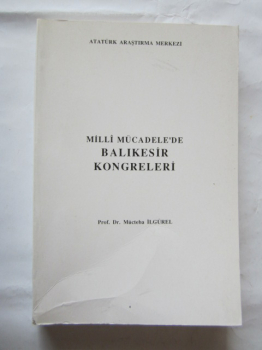 ATATÜRK ARAŞTIRMA MERKEZİ
MİLLÎ MÜCADELE'DE
BALIKESİR
KONGRELERİ
Prof. Dr. Mücteba İLGÜREL